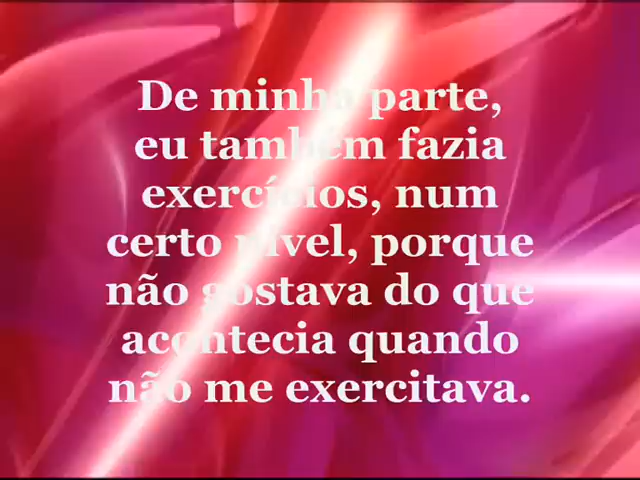 De minha parte,
eu também fazia
exercícios, num
certo nível, porque
não gostava do que
acontecia quando
não me exercitava.